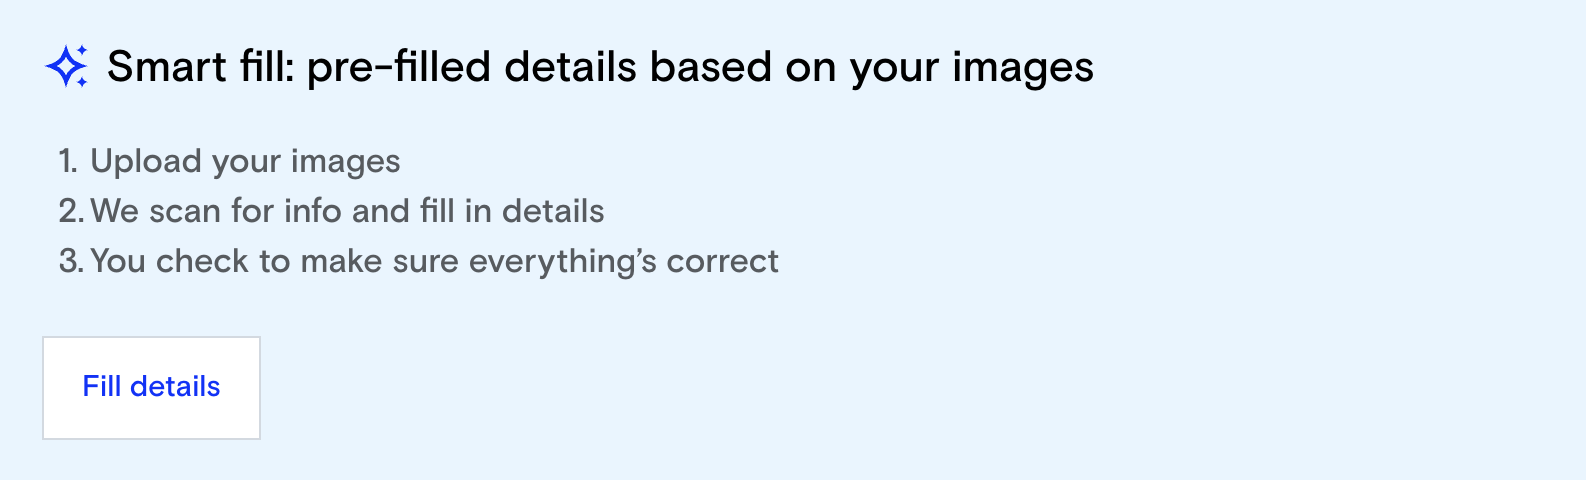 Smart fill: pre-filled details based on your images
1. Upload your images
2. We scan for info and fill in details
3. You check to make sure everything’s correct
Fill details